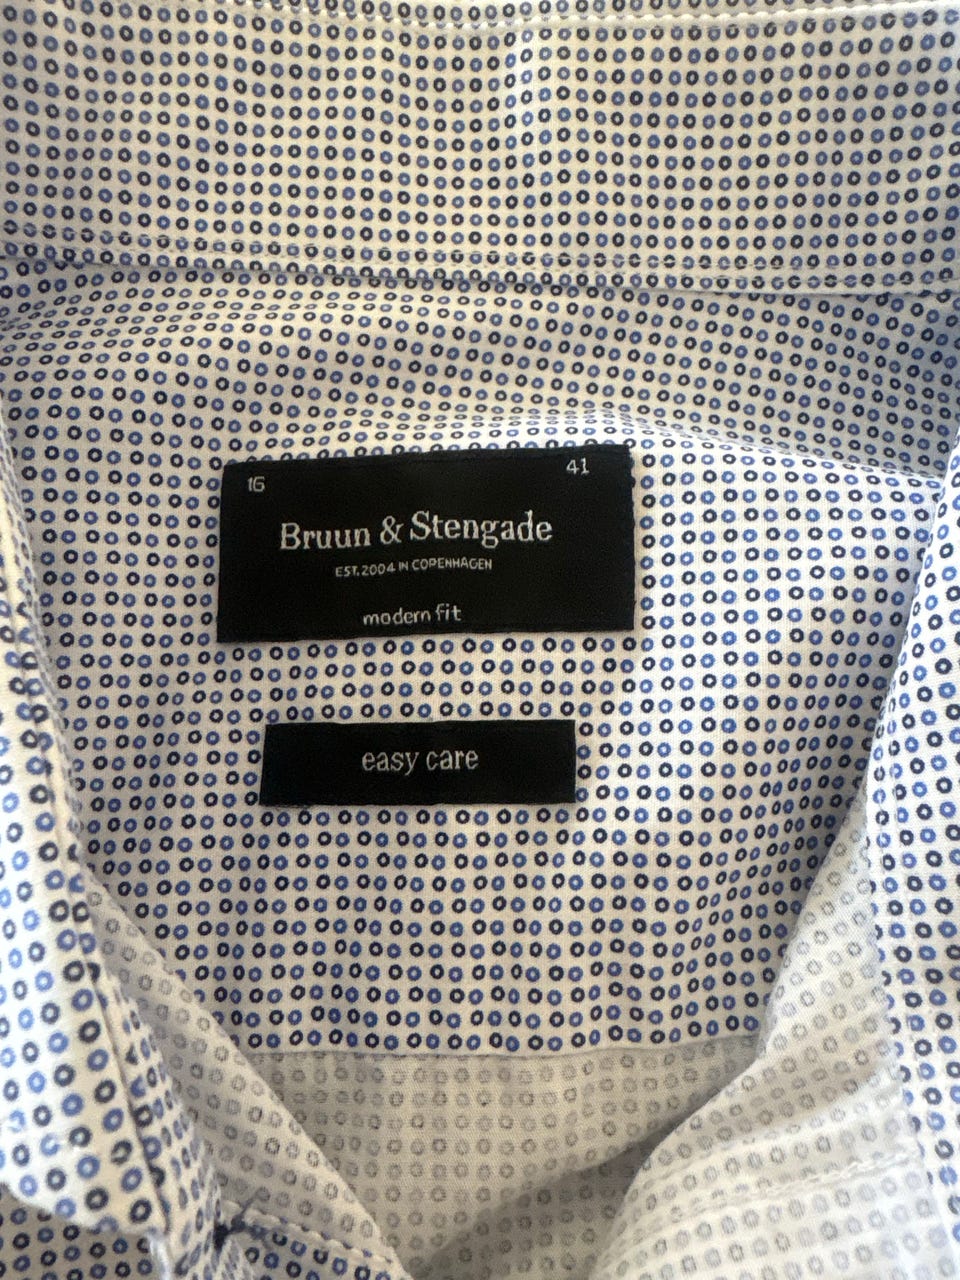 16 41
Bruun & Stengade
EST. 2004 IN COPENHAGEN
modern fit
easy care